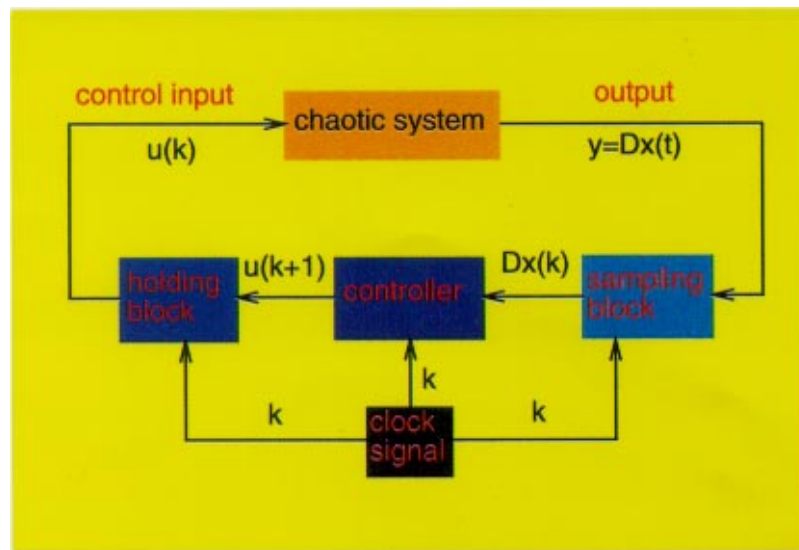 control input
output
chaotic system
u(k)
y=Dx(t)
holding
block
u(k+1)
controller
Dx(k)
sampling
block
k
k
k
clock
signal